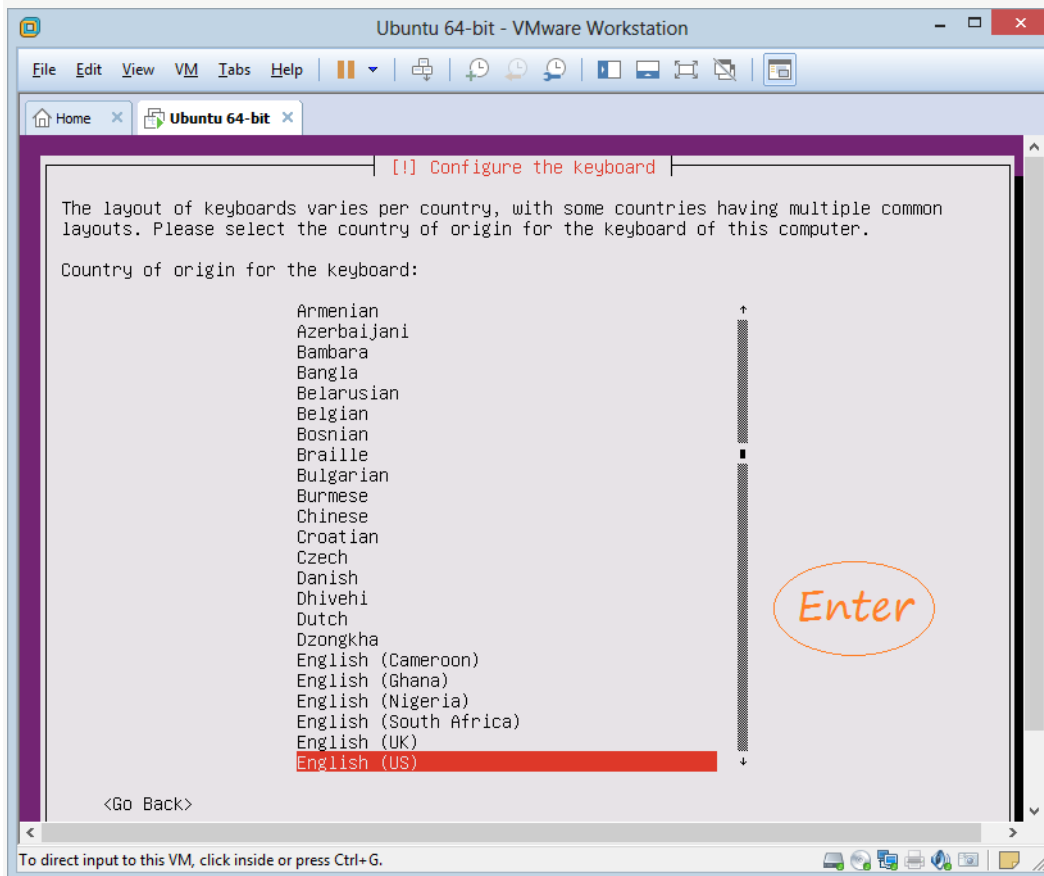 Ubuntu 64-bit - VMware Workstation
File Edit View VM Tabs Help
Home Ubuntu 64-bit
[!] Configure the keyboard
The layout of keyboards varies per country, with some countries having multiple common
layouts. Please select the country of origin for the keyboard of this computer.
Country of origin for the keyboard:
Armenian
Azerbaijani
Bambara
Bangla
Belarusian
Belgian
Bosnian
Braille
Bulgarian
Burmese
Chinese
Croatian
Czech
Danish
Dhivehi
Dutch
Dzongkha
English (Cameroon)
English (Ghana)
English (Nigeria)
English (South Africa)
English (UK)
English (US)
Enter
<Go Back>
To direct input to this VM, click inside or press Ctrl+G.